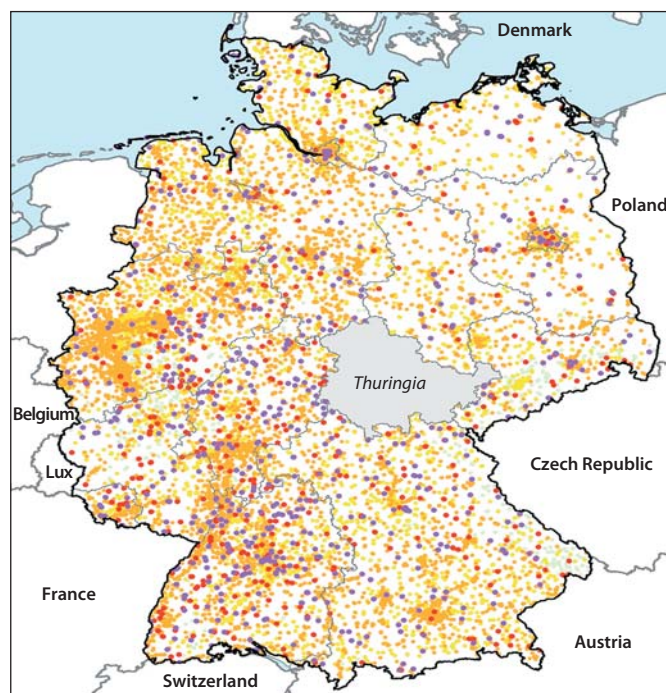 Denmark
Poland
Thuringia
Belgium
Lux
Czech Republic
France
Austria
Switzerland